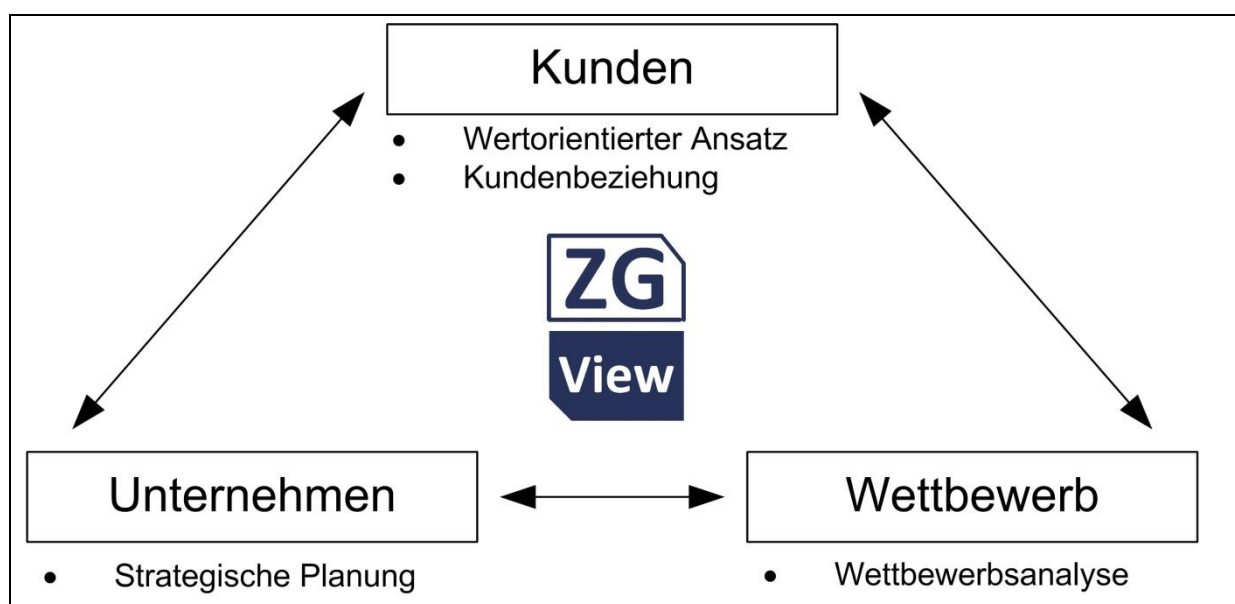 Kunden
• Wertorientierter Ansatz
• Kundenbeziehung
ZG
View
Unternehmen
Wettbewerb
• Strategische Planung
• Wettbewerbsanalyse